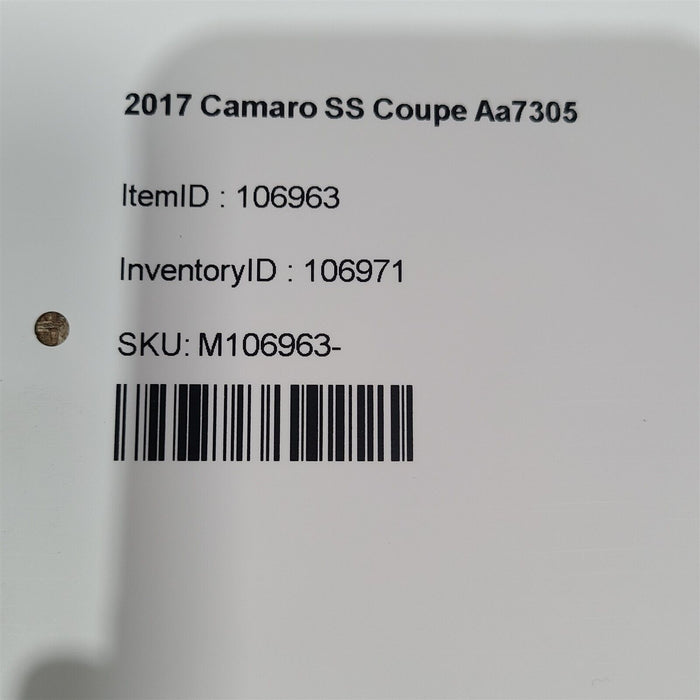 2017 Camaro SS Coupe Aa7305
ItemID : 106963
InventoryID : 106971
SKU: M106963-